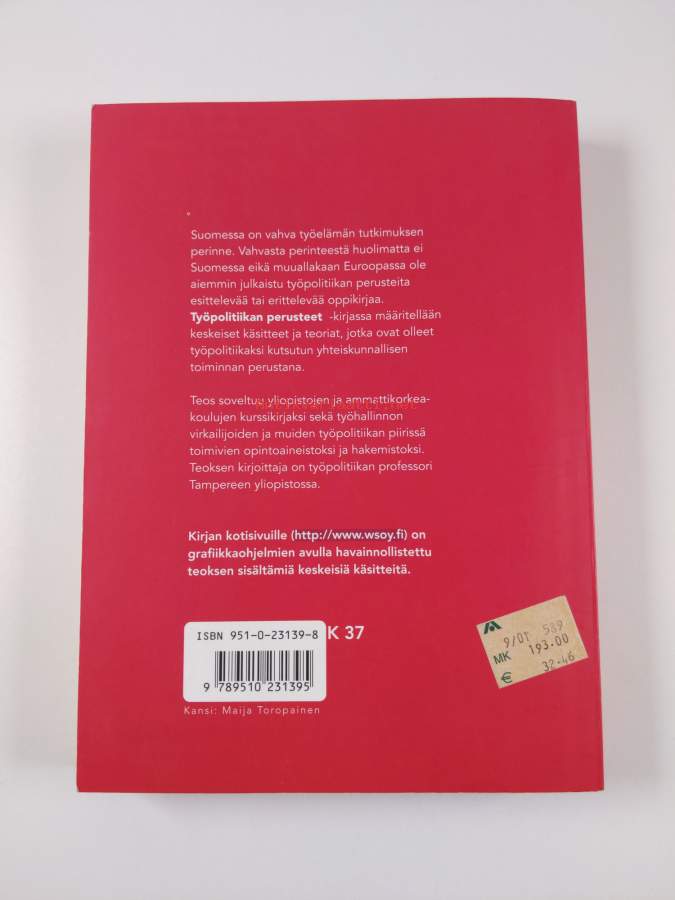 Suomessa on vahva työelämän tutkimuksen
perinne. Vahvasta perinteestä huolimatta ei
Suomessa eikä muuallakaan Euroopassa ole
aiemmin julkaistu työpolitiikan perusteita
esittelevää tai erittelevää oppikirjaa.
Työpolitiikan perusteet -kirjassa määritellään
keskeiset käsitteet ja teoriat, jotka ovat olleet
työpolitiikaksi kutsutun yhteiskunnallisen
toiminnan perustana.
Teos soveltuu yliopistojen ja ammattikorkea-
koulujen kurssikirjaksi sekä työhallinnon
virkailijoiden ja muiden työpolitiikan piirissä
toimivien opintoaineistoksi ja hakemistoksi.
Teoksen kirjoittaja on työpolitiikan professori
Tampereen yliopistossa.
Kirjan kotisivuille (http://www.wsoy.fi) on
grafiikkaohjelmien avulla havainnollistettu
teoksen sisältämiä keskeisiä käsitteitä.
ISBN 951-0-23139-8 K 37
9 789510 231395
Kansi: Maija Toropainen
9/01 589
MK 193.00
€ 32.46